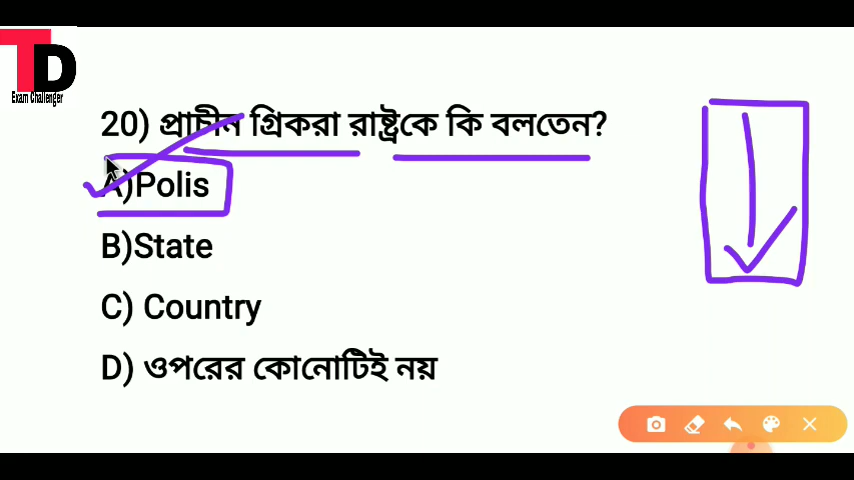 TD
Exam Challenger
20) প্রাচীন গ্রিকরা রাষ্ট্রকে কি বলতেন?
A)Polis
B)State
C) Country
D) ওপরের কোনোটিই নয়